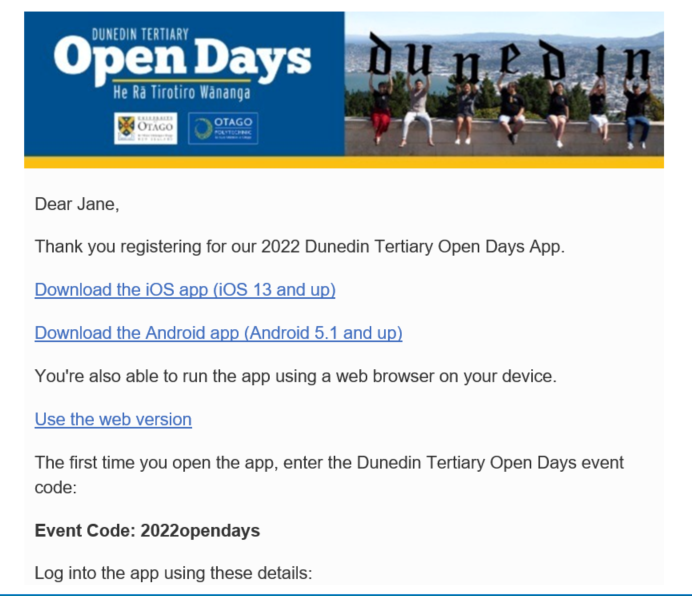 DUNEDIN TERTIARY
Open Days
He Rā Tirotiro Wānanga
OTAGO
OTAGO
POLYTECHNIC
dunedin
Dear Jane,
Thank you registering for our 2022 Dunedin Tertiary Open Days App.
Download the iOS app (iOS 13 and up)
Download the Android app (Android 5.1 and up)
You're also able to run the app using a web browser on your device.
Use the web version
The first time you open the app, enter the Dunedin Tertiary Open Days event
code:
Event Code: 2022opendays
Log into the app using these details: